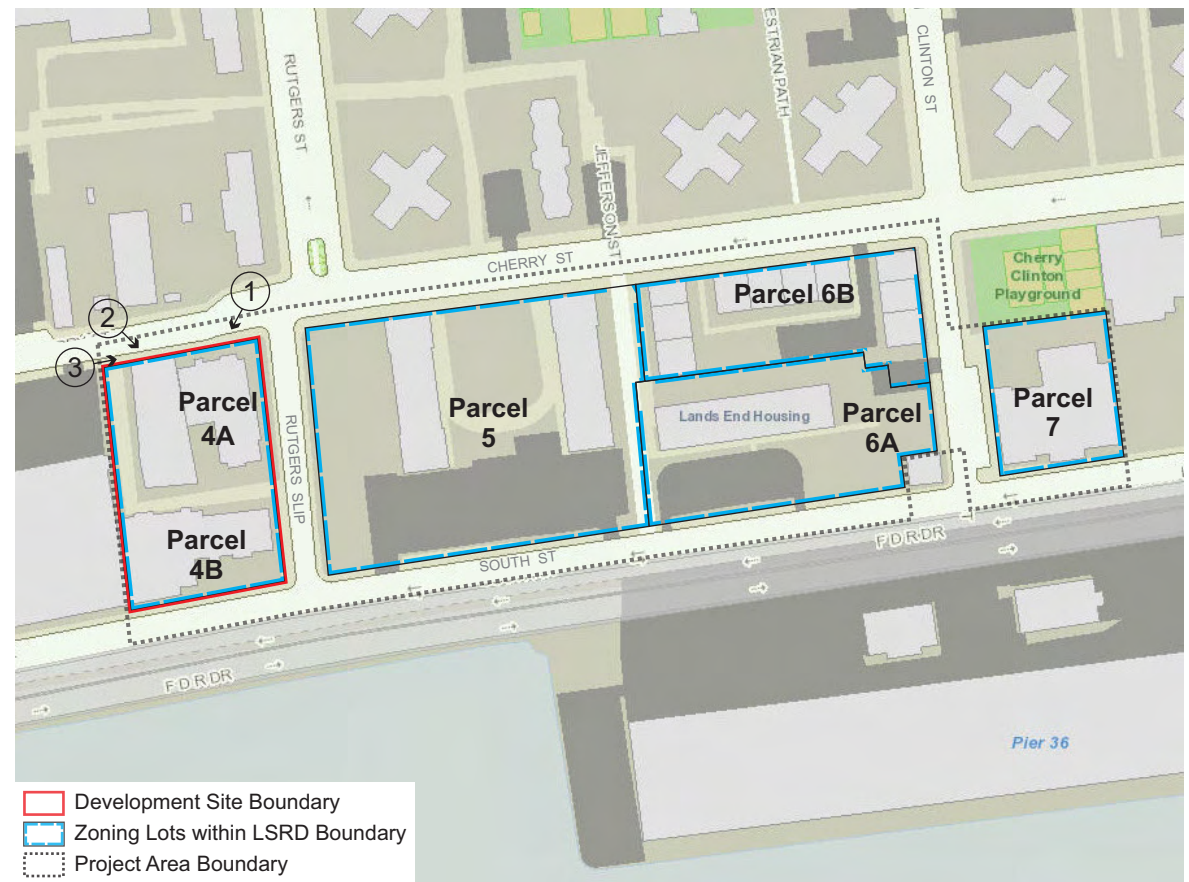 ESTRIAN PATH
CLINTON ST
RUTGERS ST
JEFFERSON ST
CHERRY ST
Cherry
Clinton
Playground
1
2
3
Parcel 6B
Parcel
4A
Parcel
5
Lands End Housing
Parcel
6A
Parcel
7
RUTGERS SLIP
Parcel
4B
SOUTH ST
F D R DR
F D R DR
Pier 36
Development Site Boundary
Zoning Lots within LSRD Boundary
Project Area Boundary